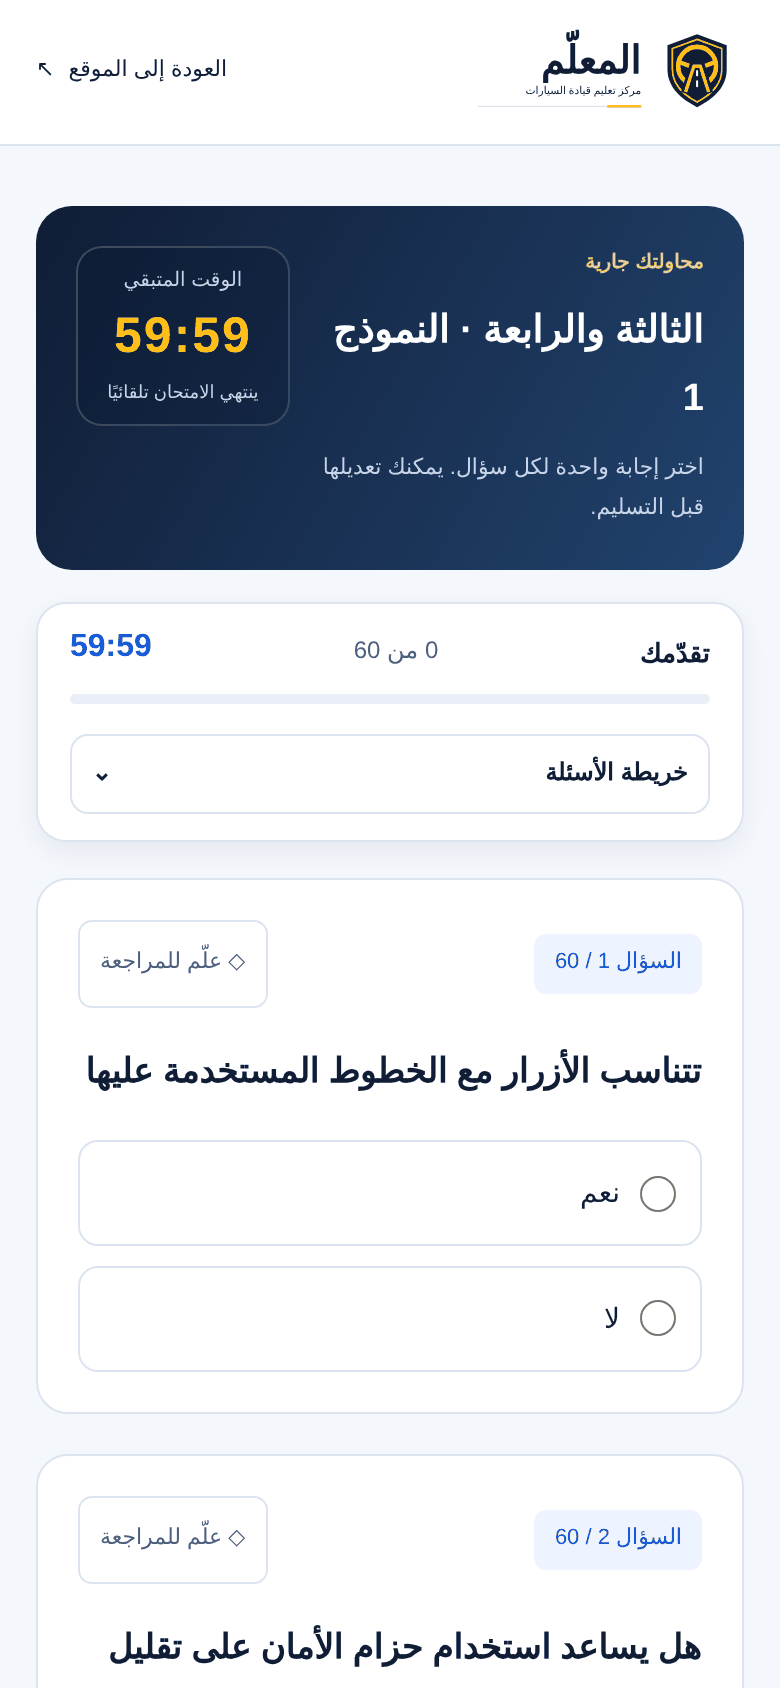 المعلّم
مركز تعليم قيادة السيارات
العودة إلى الموقع ↖
محاولتك جارية
الثالثة والرابعة · النموذج
1
اختر إجابة واحدة لكل سؤال. يمكنك تعديلها
قبل التسليم.
الوقت المتبقي
59:59
ينتهي الامتحان تلقائيًا
تقدّمك
0 من 60
59:59
خريطة الأسئلة
السؤال 1 / 60
◇ علّم للمراجعة
تتناسب الأزرار مع الخطوط المستخدمة عليها
نعم
لا
السؤال 2 / 60
◇ علّم للمراجعة
هل يساعد استخدام حزام الأمان على تقليل